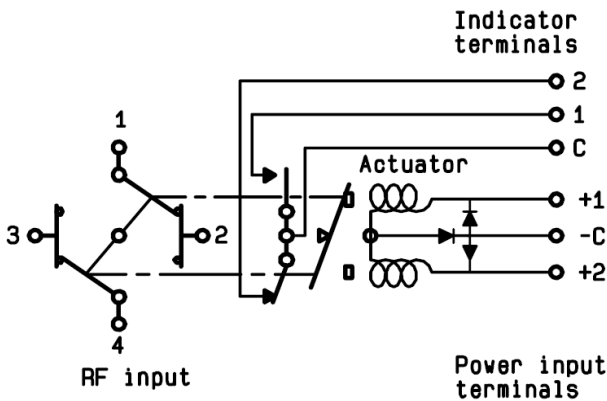 Indicator
terminals
2
1
C
1
Actuator
+1
3
2
-C
+2
4
RF input
Power input
terminals